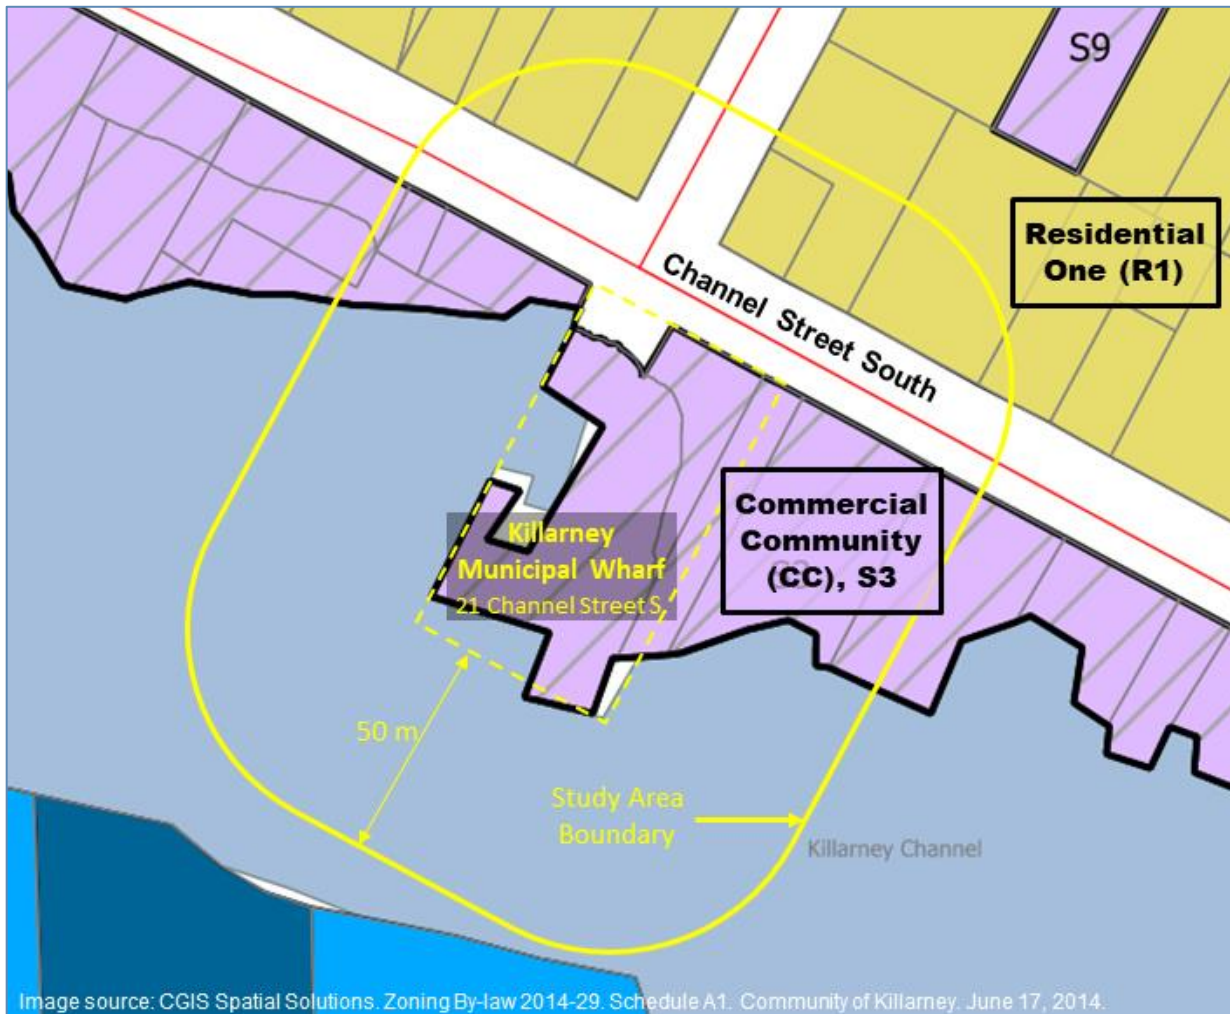 S9
Residential
One (R1)
Channel Street South
Commercial
Community
(CC), S3
Killarney
Municipal Wharf
21 Channel Street S,
50 m
Study Area
Boundary
Killarney Channel
Image source: CGIS Spatial Solutions. Zoning By-law 2014-29. Schedule A1. Community of Killarney. June 17, 2014.